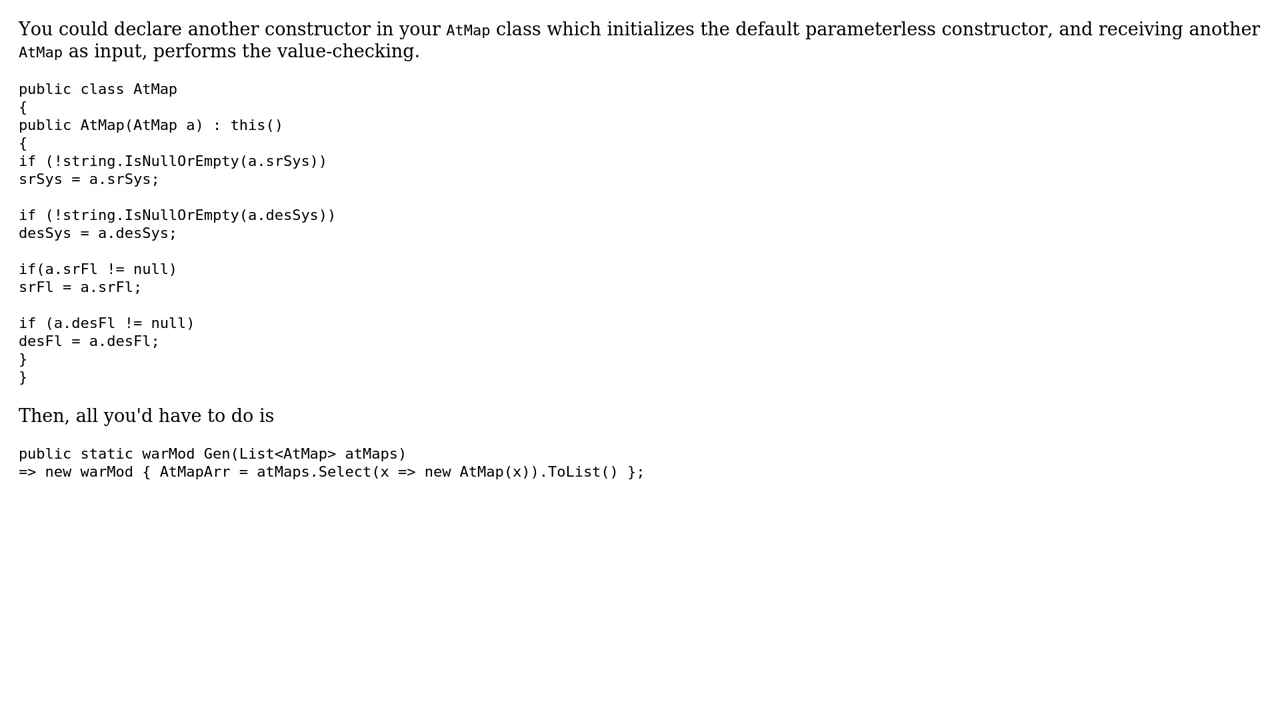 You could declare another constructor in your AtMap class which initializes the default parameterless constructor, and receiving another
AtMap as input, performs the value-checking.
public class AtMap
{
public AtMap(AtMap a) : this()
{
if (!string.IsNullOrEmpty(a.srSys))
srSys = a.srSys;
if (!string.IsNullOrEmpty(a.desSys))
desSys = a.desSys;
if(a.srFl != null)
srFl = a.srFl;
if (a.desFl != null)
desFl = a.desFl;
}
}
Then, all you'd have to do is
public static warMod Gen(List<AtMap> atMaps)
=> new warMod { AtMapArr = atMaps.Select(x => new AtMap(x)).ToList() };